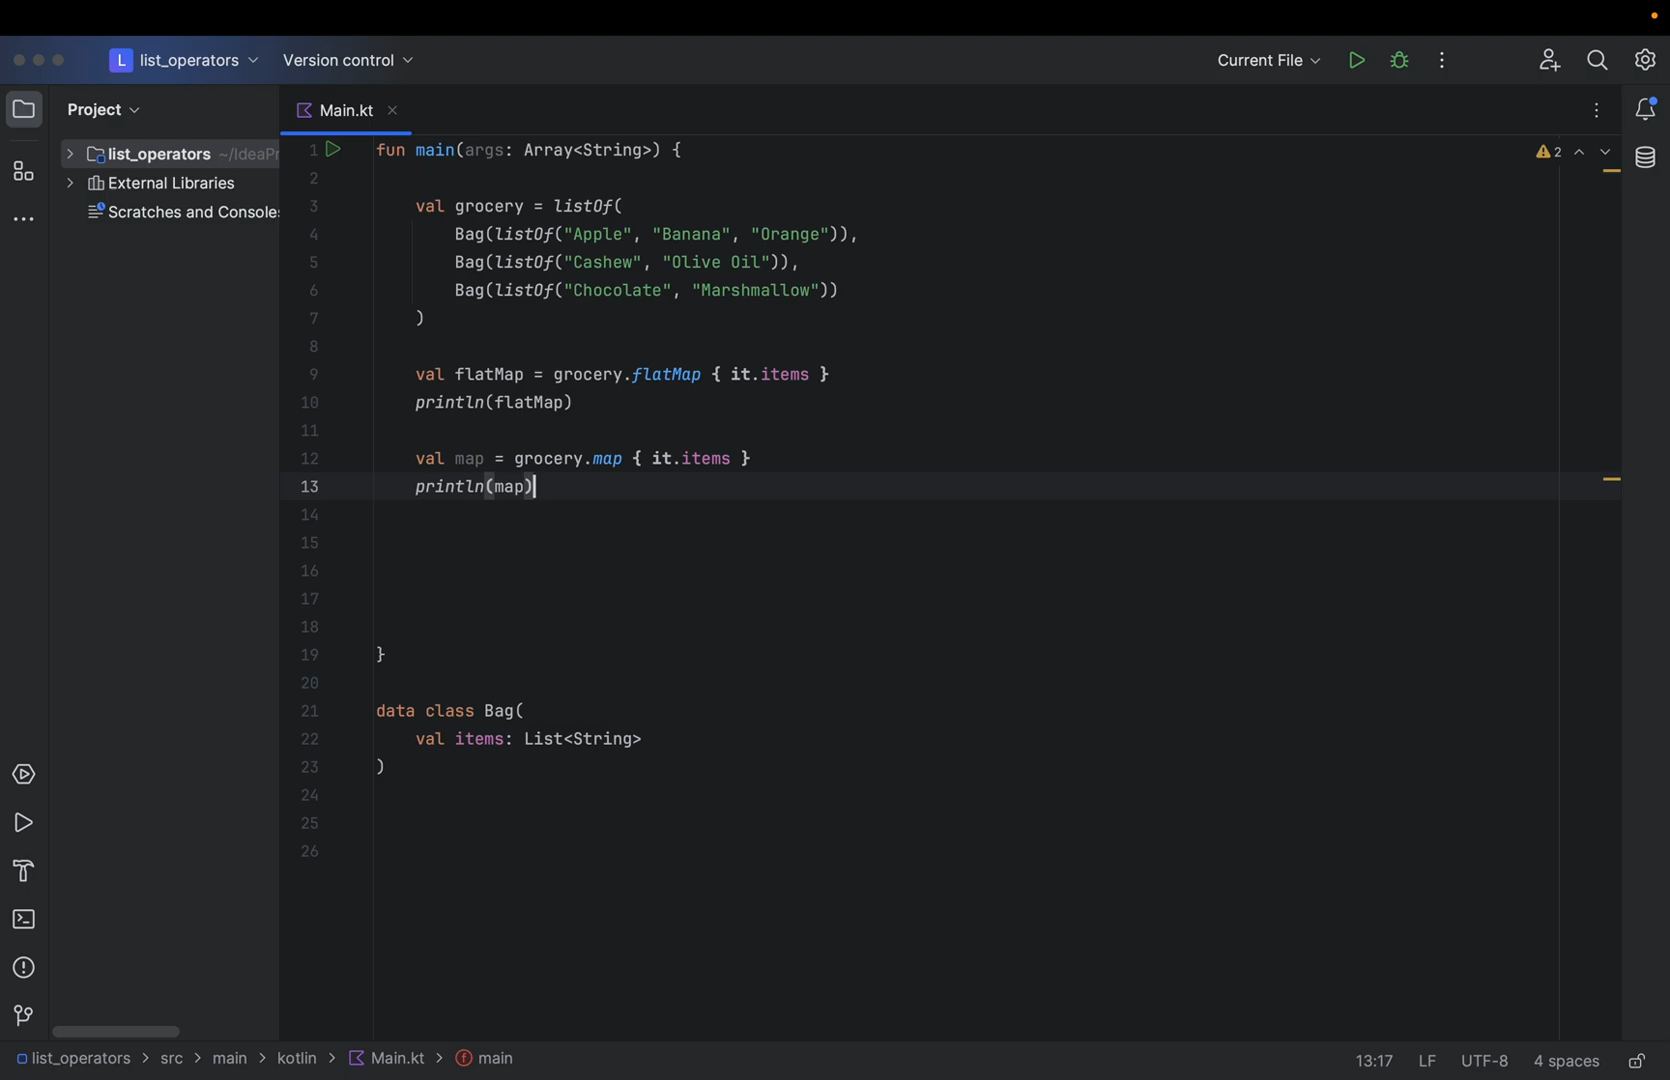 L list_operators Version control Current File
Project
Main.kt
list_operators ~/IdeaPr
External Libraries
Scratches and Consoles
1 fun main(args: Array<String>) {
2
3 val grocery = listOf(
4 Bag(listOf("Apple", "Banana", "Orange")),
5 Bag(listOf("Cashew", "Olive Oil")),
6 Bag(listOf("Chocolate", "Marshmallow"))
7 )
8
9 val flatMap = grocery.flatMap { it.items }
10 println(flatMap)
11
12 val map = grocery.map { it.items }
13 println(map)
14
15
16
17
18
19 }
20
21 data class Bag(
22 val items: List<String>
23 )
24
25
26
2
list_operators > src > main > kotlin > Main.kt > f main
13:17 LF UTF-8 4 spaces